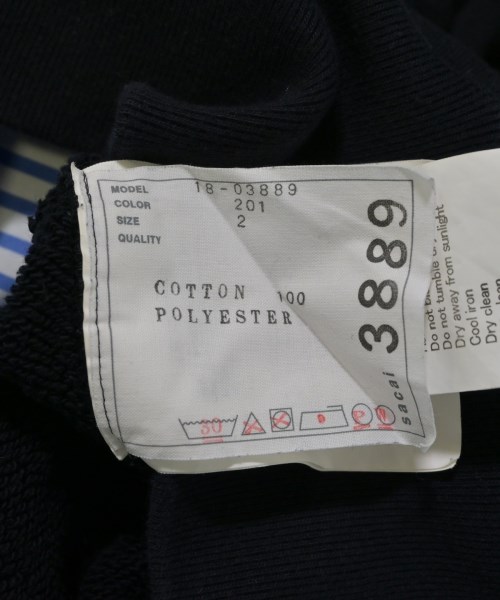 MODEL 18-03889
COLOR 201
SIZE 2
QUALITY
COTTON 100
POLYESTER
3889
sacai
30
Do not tumble dry
Dry away from sunlight
Cool iron
Dry clean